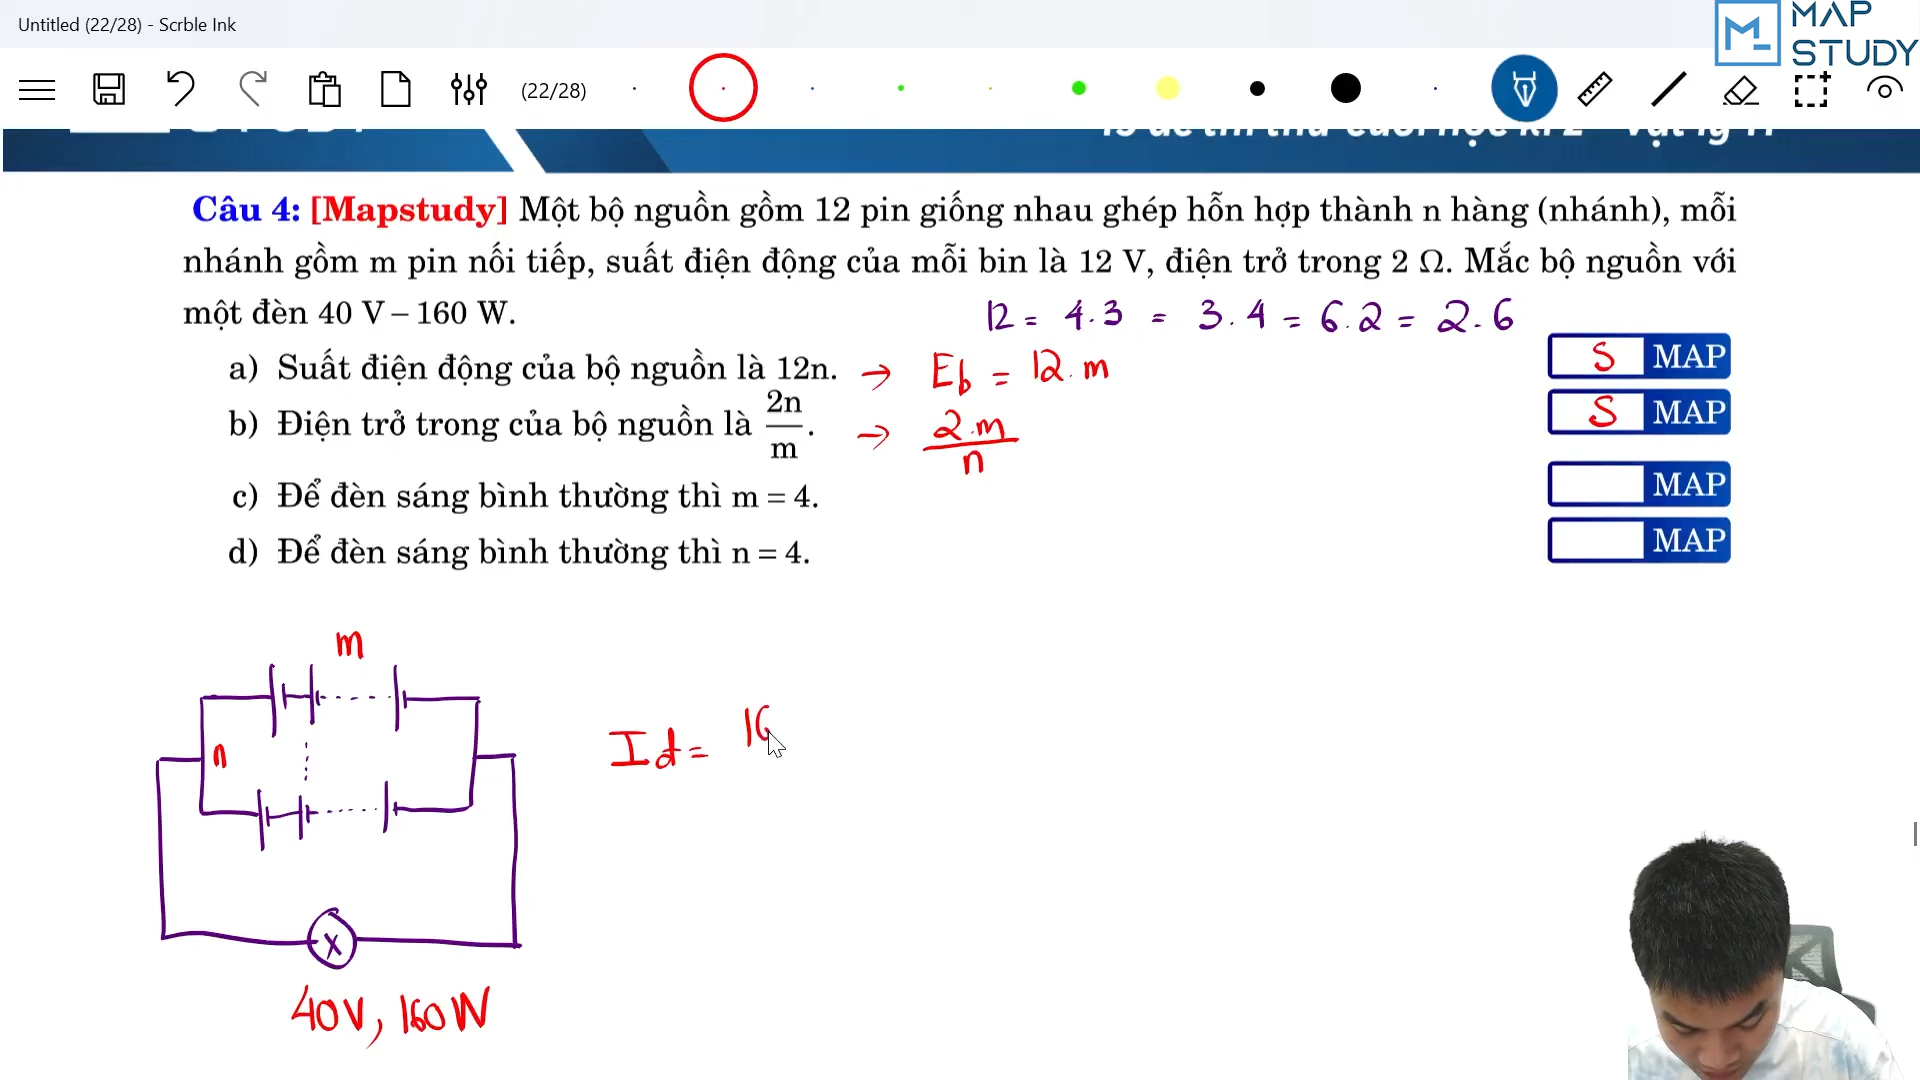 Untitled (22/28) - Scrble Ink
MAP
STUDY
(22/28)
Câu 4: [Mapstudy] Một bộ nguồn gồm 12 pin giống nhau ghép hỗn hợp thành n hàng (nhánh), mỗi
nhánh gồm m pin nối tiếp, suất điện động của mỗi bin là 12 V, điện trở trong 2 Ω. Mắc bộ nguồn với
một đèn 40 V – 160 W.
12 = 4.3 = 3.4 = 6.2 = 2.6
a) Suất điện động của bộ nguồn là 12n. → Eb = 12.m
S MAP
b) Điện trở trong của bộ nguồn là 2n/m. → 2.m/n
S MAP
c) Để đèn sáng bình thường thì m = 4.
MAP
d) Để đèn sáng bình thường thì n = 4.
MAP
m
n
Id = 16
X
40V, 160W